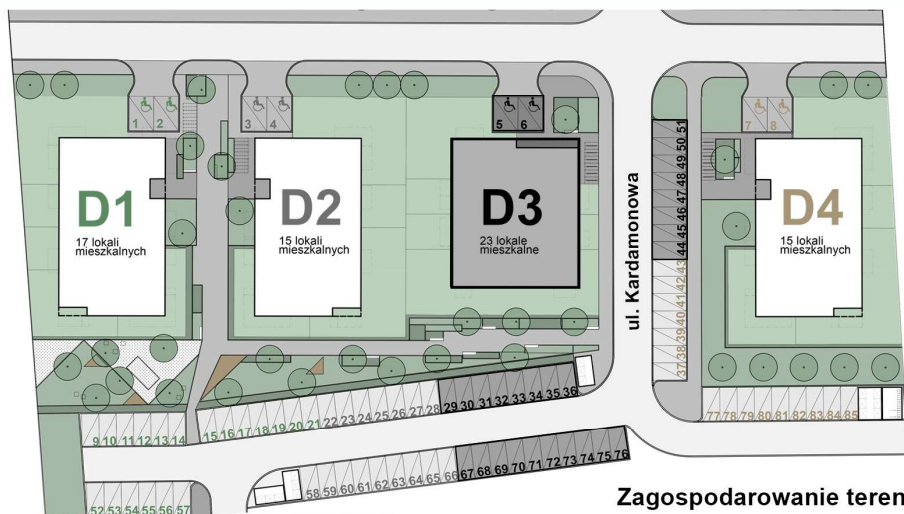 1 2
3 4
5 6
7 8
D1
17 lokali
mieszkalnych
D2
15 lokali
mieszkalnych
D3
23 lokale
mieszkalne
D4
15 lokali
mieszkalnych
ul. Kardamonowa
37 38 39 40 41 42 43 44 45 46 47 48 49 50 51
9 10 11 12 13 14
15 16 17 18 19 20 21 22 23 24 25 26 27 28 29 30 31 32 33 34 35 36
77 78 79 80 81 82 83 84 85
52 53 54 55 56 57
58 59 60 61 62 63 64 65 66 67 68 69 70 71 72 73 74 75 76
Zagospodarowanie teren